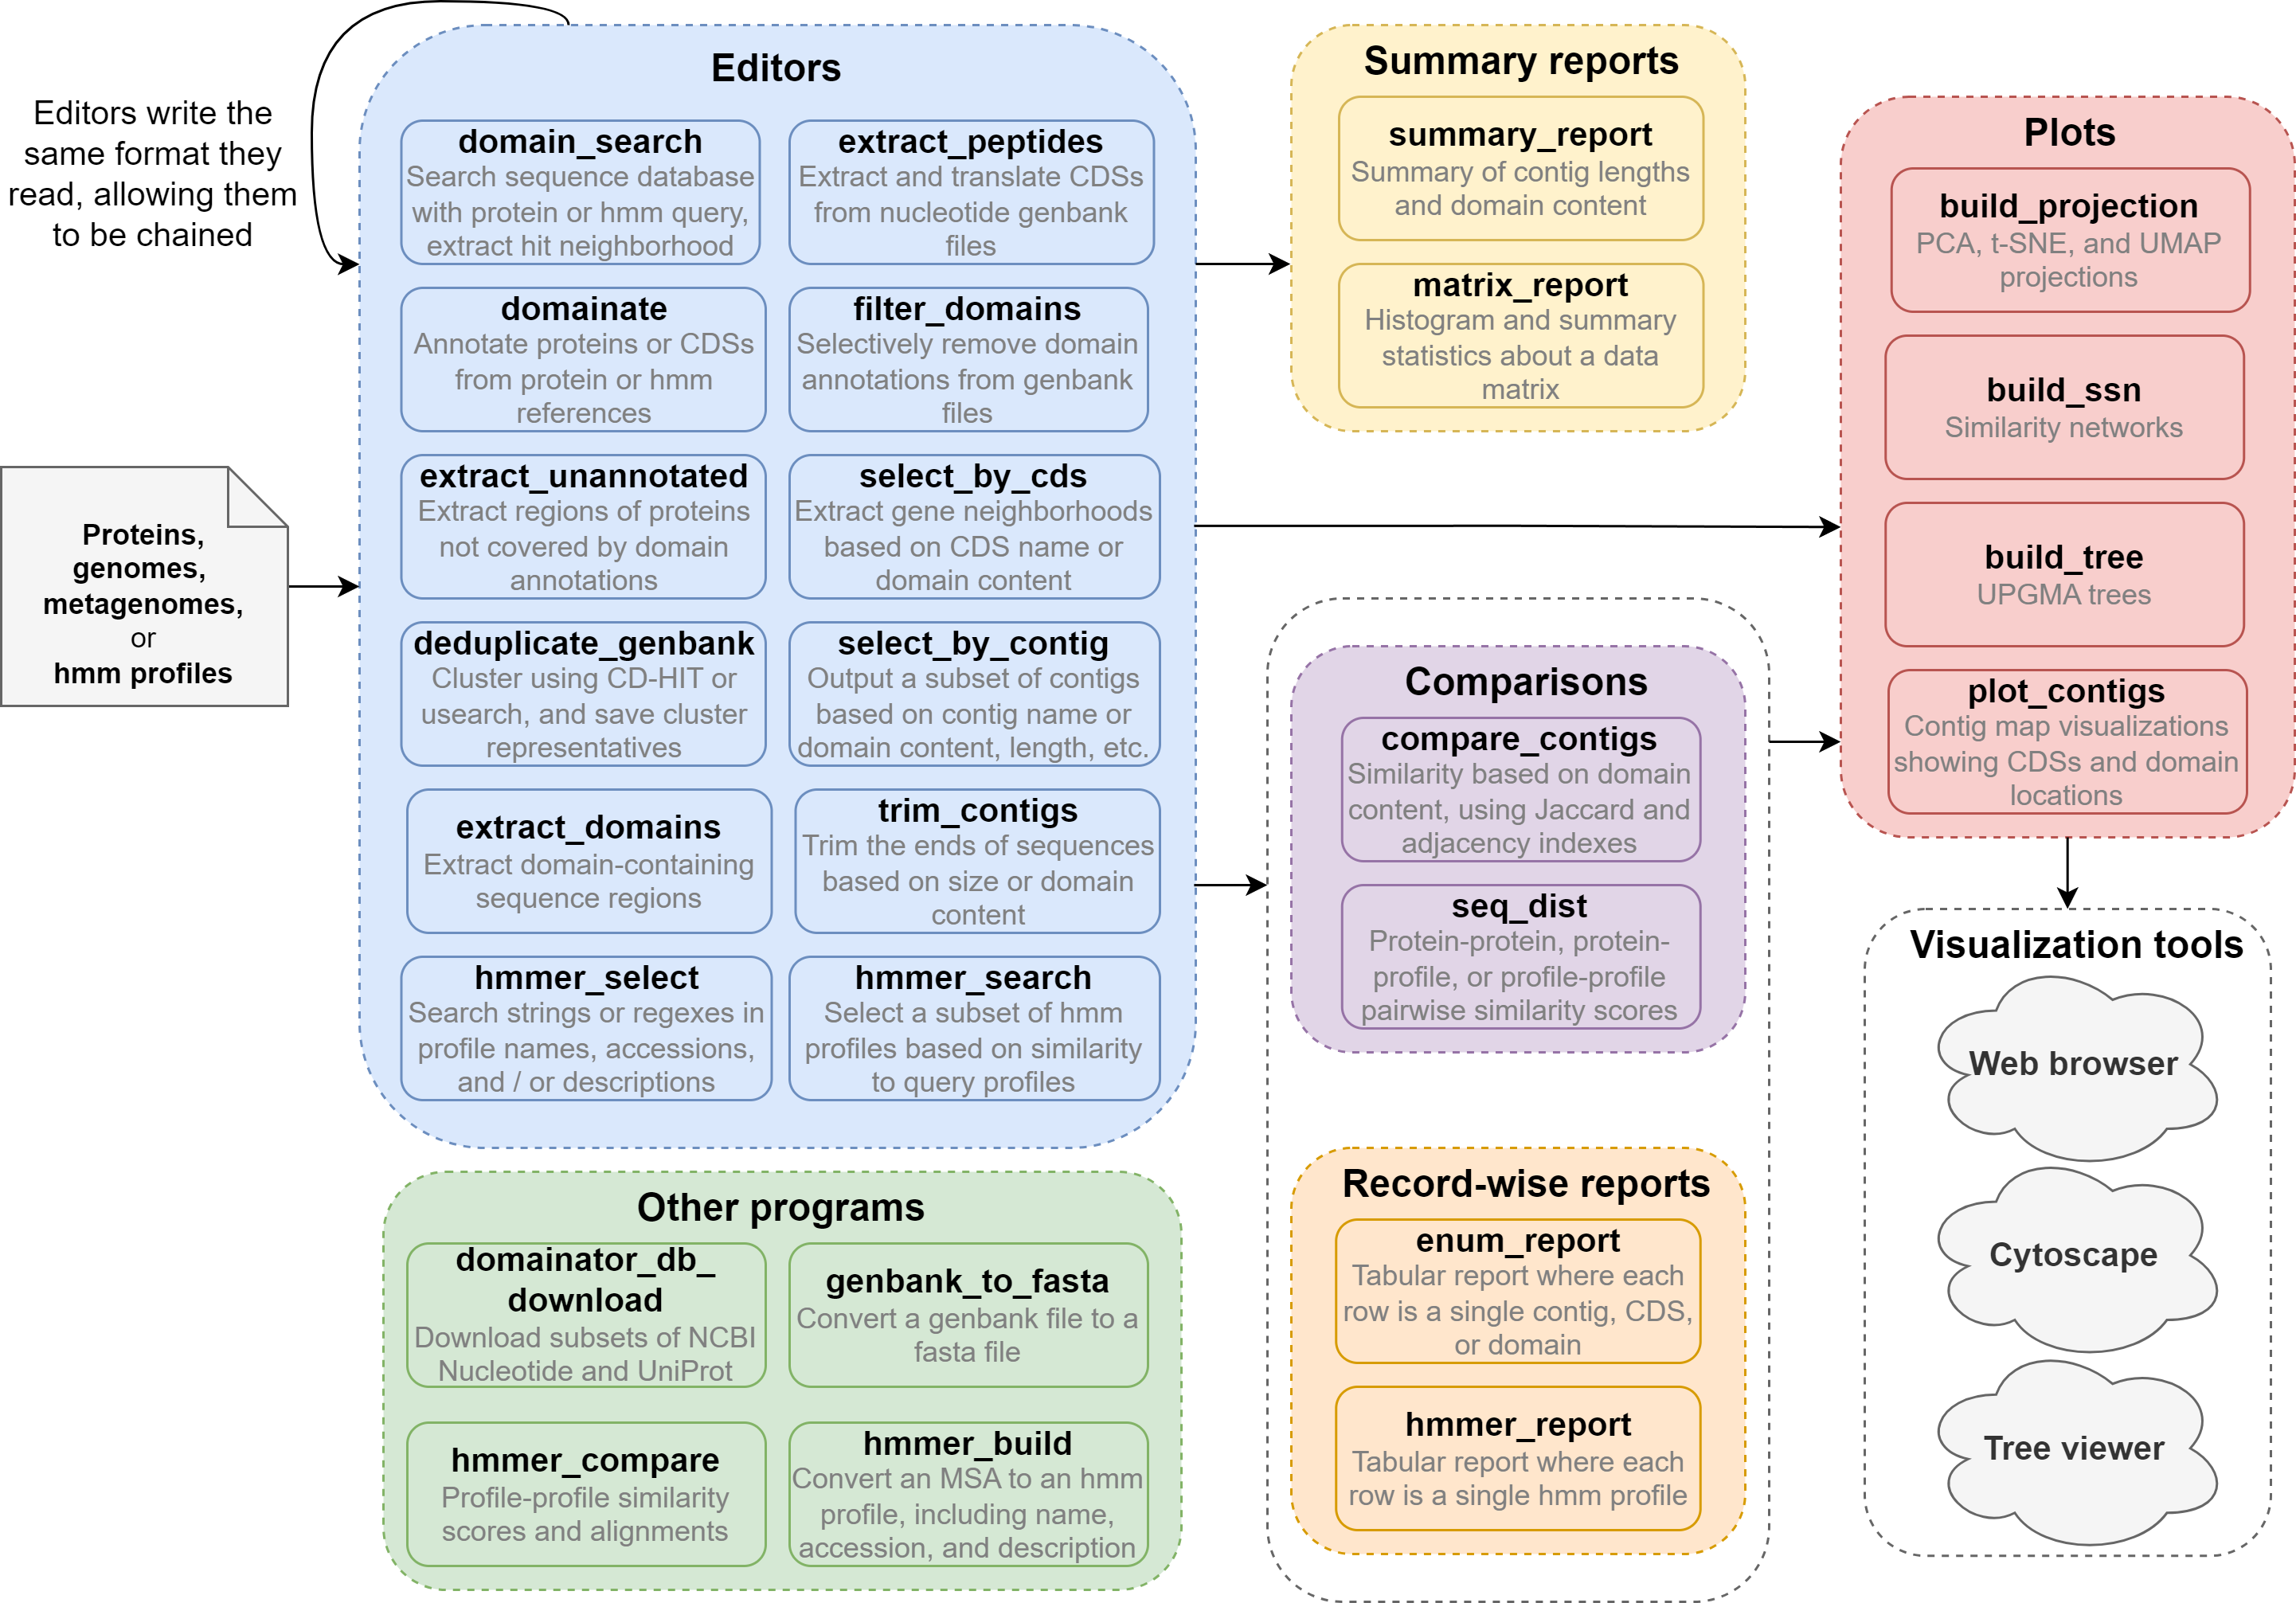 Editors write the
same format they
read, allowing them
to be chained
Proteins,
genomes,
metagenomes,
or
hmm profiles
Editors
domain_search
Search sequence database
with protein or hmm query,
extract hit neighborhood
extract_peptides
Extract and translate CDSs
from nucleotide genbank
files
domainate
Annotate proteins or CDSs
from protein or hmm
references
filter_domains
Selectively remove domain
annotations from genbank
files
extract_unannotated
Extract regions of proteins
not covered by domain
annotations
select_by_cds
Extract gene neighborhoods
based on CDS name or
domain content
deduplicate_genbank
Cluster using CD-HIT or
usearch, and save cluster
representatives
select_by_contig
Output a subset of contigs
based on contig name or
domain content, length, etc.
extract_domains
Extract domain-containing
sequence regions
trim_contigs
Trim the ends of sequences
based on size or domain
content
hmmer_select
Search strings or regexes in
profile names, accessions,
and / or descriptions
hmmer_search
Select a subset of hmm
profiles based on similarity
to query profiles
Other programs
domainator_db_
download
Download subsets of NCBI
Nucleotide and UniProt
genbank_to_fasta
Convert a genbank file to a
fasta file
hmmer_compare
Profile-profile similarity
scores and alignments
hmmer_build
Convert an MSA to an hmm
profile, including name,
accession, and description
Summary reports
summary_report
Summary of contig lengths
and domain content
matrix_report
Histogram and summary
statistics about a data
matrix
Comparisons
compare_contigs
Similarity based on domain
content, using Jaccard and
adjacency indexes
seq_dist
Protein-protein, protein-
profile, or profile-profile
pairwise similarity scores
Record-wise reports
enum_report
Tabular report where each
row is a single contig, CDS,
or domain
hmmer_report
Tabular report where each
row is a single hmm profile
Plots
build_projection
PCA, t-SNE, and UMAP
projections
build_ssn
Similarity networks
build_tree
UPGMA trees
plot_contigs
Contig map visualizations
showing CDSs and domain
locations
Visualization tools
Web browser
Cytoscape
Tree viewer